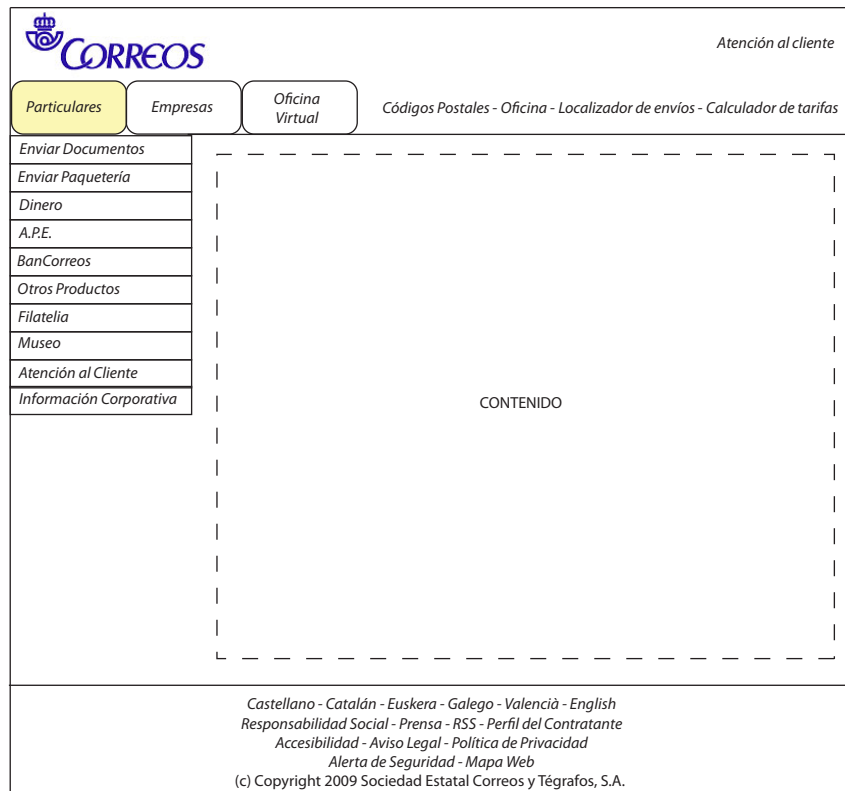 CORREOS
Atención al cliente
Particulares
Empresas
Oficina
Virtual
Códigos Postales - Oficina - Localizador de envíos - Calculador de tarifas
Enviar Documentos
Enviar Paquetería
Dinero
A.P.E.
BanCorreos
Otros Productos
Filatelia
Museo
Atención al Cliente
Información Corporativa
CONTENIDO
Castellano - Catalán - Euskera - Galego - Valencià - English
Responsabilidad Social - Prensa - RSS - Perfil del Contratante
Accesibilidad - Aviso Legal - Política de Privacidad
Alerta de Seguridad - Mapa Web
(c) Copyright 2009 Sociedad Estatal Correos y Tégrafos, S.A.